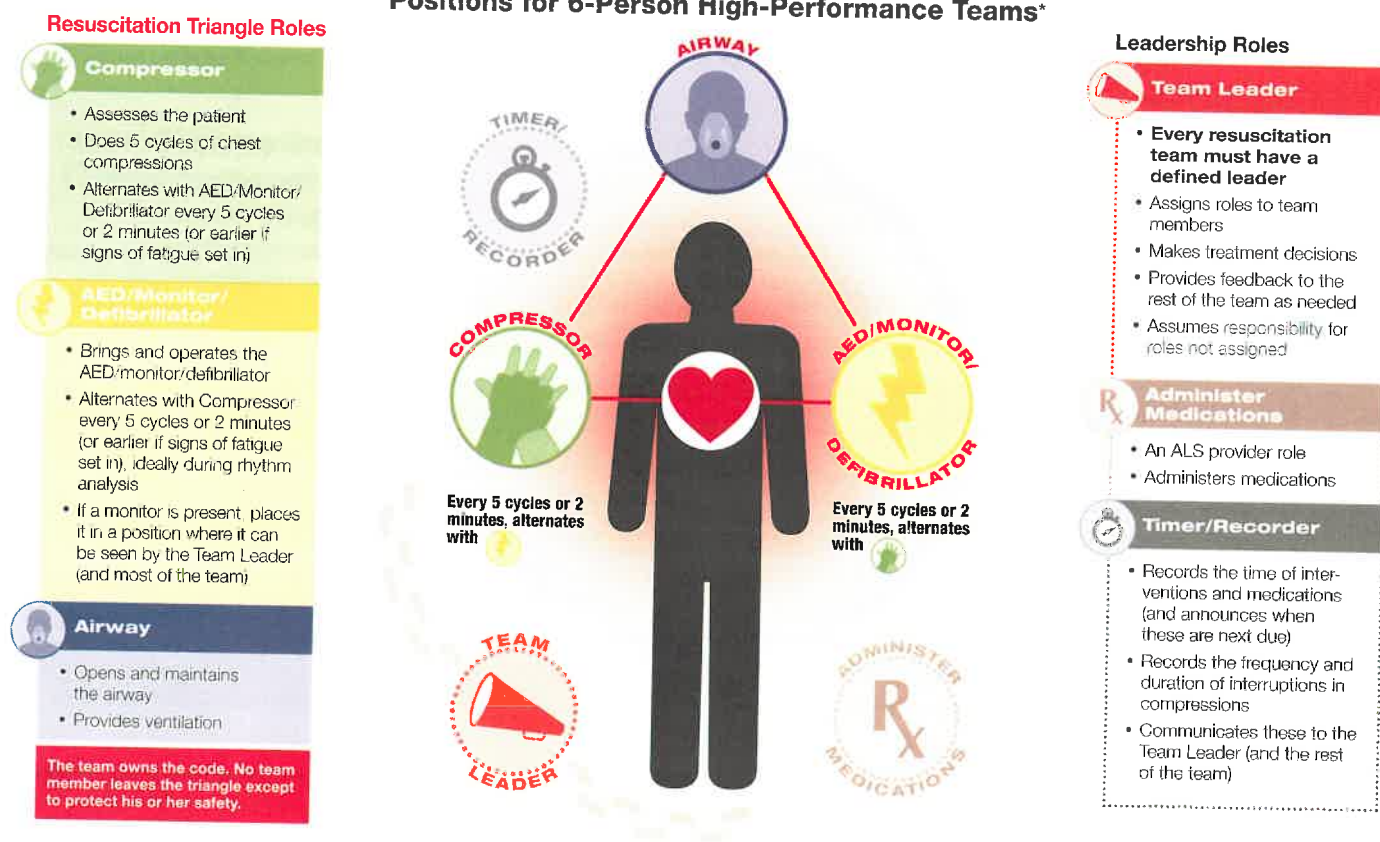 Positions for 6-Person High-Performance Teams*
Resuscitation Triangle Roles
Compressor
• Assesses the patient
• Does 5 cycles of chest
compressions
• Alternates with AED/Monitor/
Defibrillator every 5 cycles
or 2 minutes (or earlier if
signs of fatigue set in)
AED/Monitor/
Defibrillator
• Brings and operates the
AED/monitor/defibrillator
• Alternates with Compressor
every 5 cycles or 2 minutes
(or earlier if signs of fatigue
set in), ideally during rhythm
analysis
• If a monitor is present, places
it in a position where it can
be seen by the Team Leader
(and most of the team)
Airway
• Opens and maintains
the airway
• Provides ventilation
The team owns the code. No team
member leaves the triangle except
to protect his or her safety.
AIRWAY
TIMER/
RECORDER
COMPRESSOR
AED/MONITOR/
DEFIBRILLATOR
Every 5 cycles or 2
minutes, alternates
with
Every 5 cycles or 2
minutes, alternates
with
TEAM
LEADER
ADMINISTER
Rx
MEDICATIONS
Leadership Roles
Team Leader
• Every resuscitation
team must have a
defined leader
• Assigns roles to team
members
• Makes treatment decisions
• Provides feedback to the
rest of the team as needed
• Assumes responsibility for
roles not assigned
Rx
Administer
Medications
• An ALS provider role
• Administers medications
Timer/Recorder
• Records the time of inter-
ventions and medications
(and announces when
these are next due)
• Records the frequency and
duration of interruptions in
compressions
• Communicates these to the
Team Leader (and the rest
of the team)